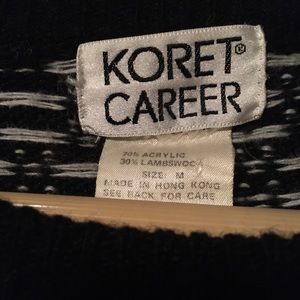 KORET®
CAREER
70% ACRYLIC
30% LAMBSWOOL
SIZE: M
MADE IN HONG KONG
SEE BACK FOR CARE